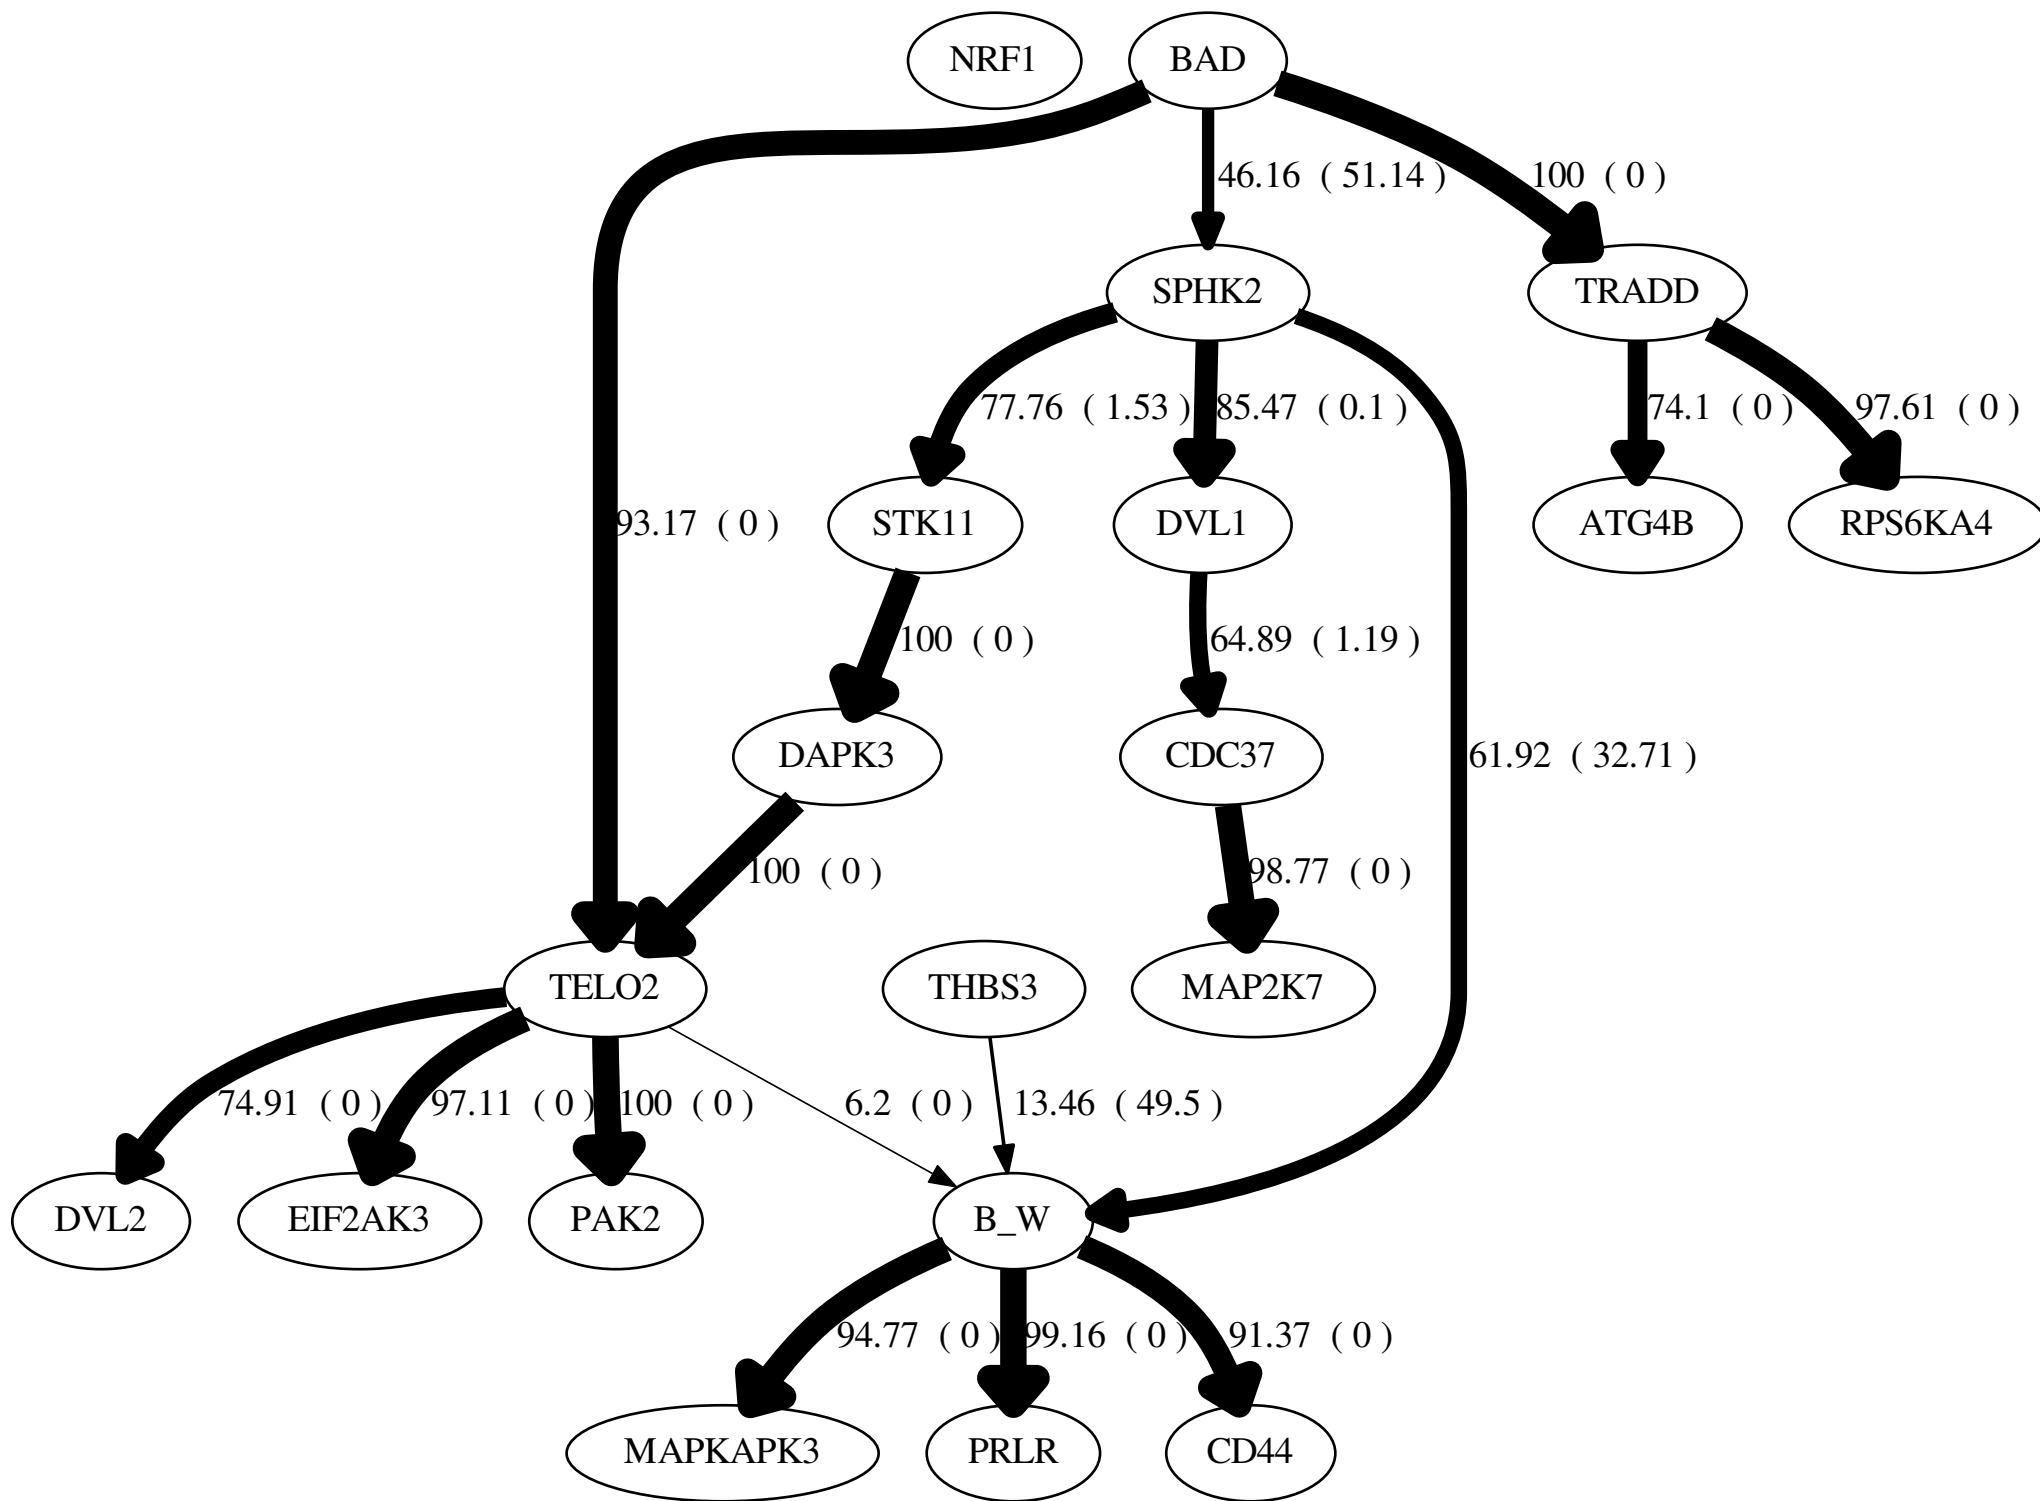 NRF1 BAD
46.16 ( 51.14 ) 100 ( 0 )
SPHK2 TRADD
77.76 ( 1.53 ) 85.47 ( 0.1 ) 74.1 ( 0 ) 97.61 ( 0 )
93.17 ( 0 ) STK11 DVL1 ATG4B RPS6KA4
100 ( 0 ) 64.89 ( 1.19 )
DAPK3 CDC37 61.92 ( 32.71 )
100 ( 0 ) 98.77 ( 0 )
TELO2 THBS3 MAP2K7
74.91 ( 0 ) 97.11 ( 0 ) 100 ( 0 ) 6.2 ( 0 ) 13.46 ( 49.5 )
DVL2 EIF2AK3 PAK2 B_W
94.77 ( 0 ) 99.16 ( 0 ) 91.37 ( 0 )
MAPKAPK3 PRLR CD44